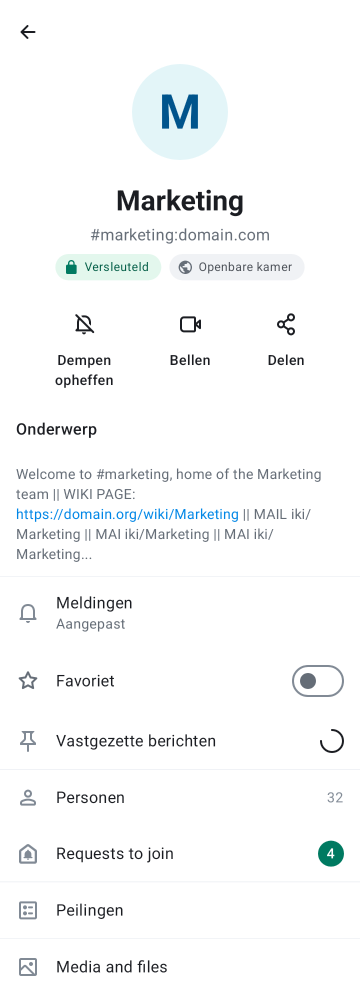 M
Marketing
#marketing:domain.com
Versleuteld
Openbare kamer
Dempen
opheffen
Bellen
Delen
Onderwerp
Welcome to #marketing, home of the Marketing
team || WIKI PAGE:
https://domain.org/wiki/Marketing || MAIL iki/
Marketing || MAI iki/Marketing || MAI iki/
Marketing...
Meldingen
Aangepast
Favoriet
Vastgezette berichten
Personen
32
Requests to join
4
Peilingen
Media and files